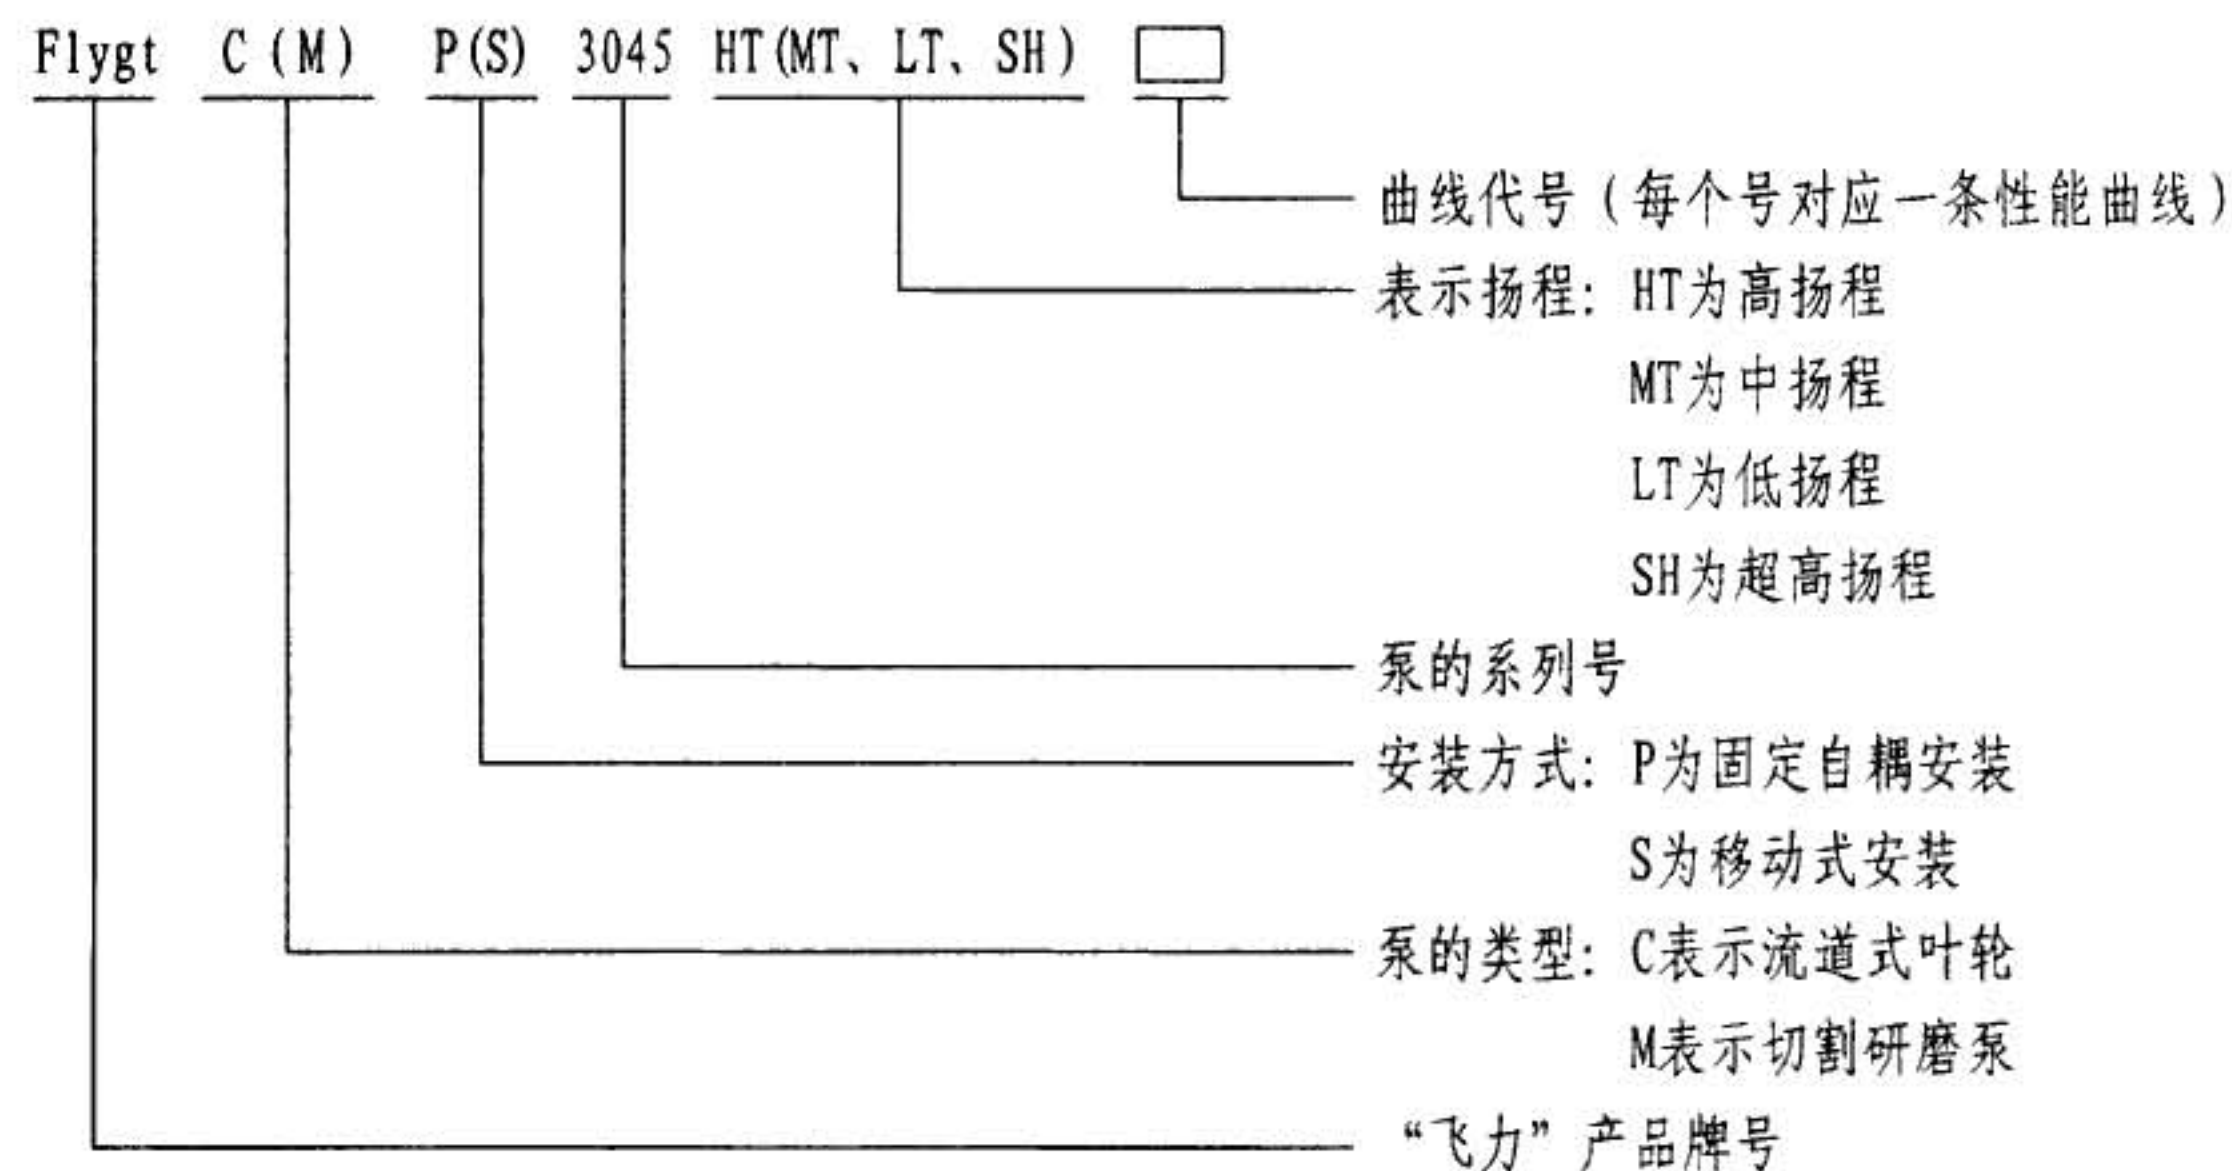 Flygt C(M) P(S) 3045 HT(MT、LT、SH) □
曲线代号(每个号对应一条性能曲线)
表示扬程: HT为高扬程
MT为中扬程
LT为低扬程
SH为超高扬程
泵的系列号
安装方式: P为固定自耦安装
S为移动式安装
泵的类型: C表示流道式叶轮
M表示切割研磨泵
“飞力”产品牌号